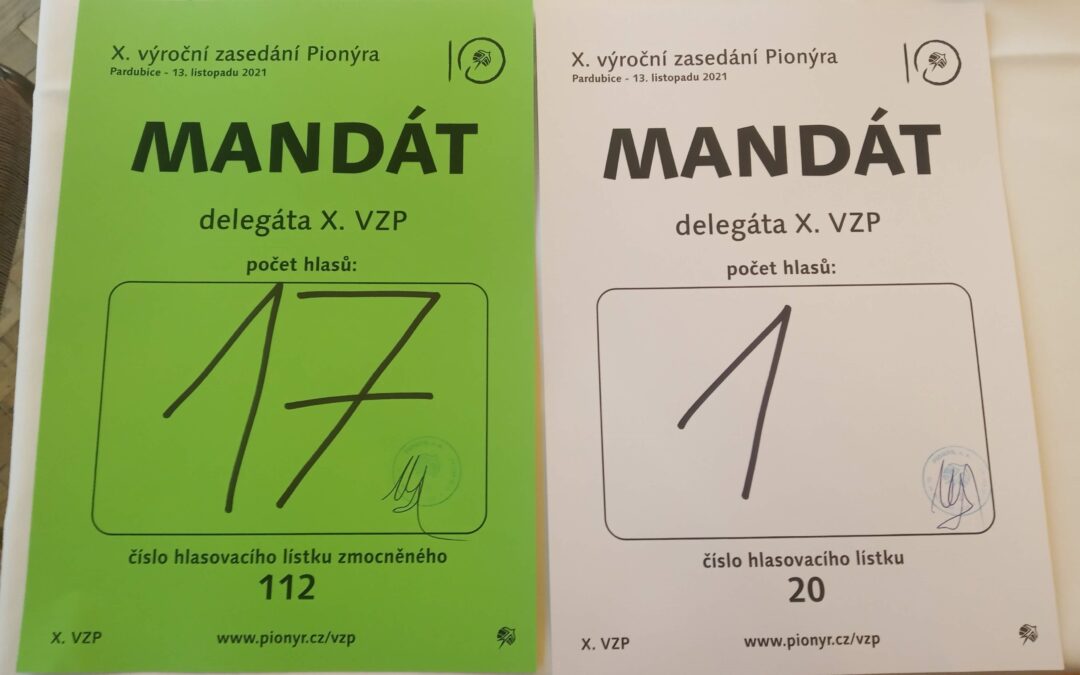 X. výroční zasedání Pionýra
Pardubice - 13. listopadu 2021
MANDÁT
delegáta X. VZP
počet hlasů:
17
číslo hlasovacího lístku zmocněného
112
X. VZP
www.pionyr.cz/vzp
X. výroční zasedání Pionýra
Pardubice - 13. listopadu 2021
MANDÁT
delegáta X. VZP
počet hlasů:
1
číslo hlasovacího lístku
20
X. VZP
www.pionyr.cz/vzp